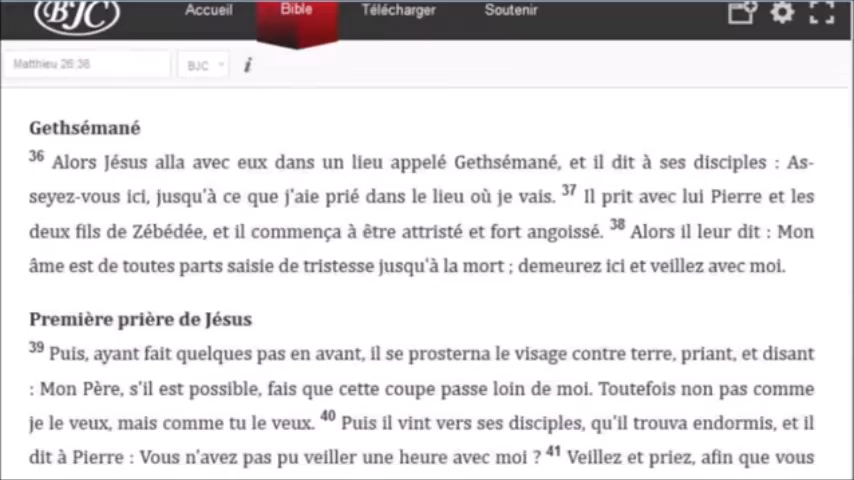 BJC
Accueil Bible Télécharger Soutenir
Matthieu 26:36 BJC i
Gethsémané
36 Alors Jésus alla avec eux dans un lieu appelé Gethsémané, et il dit à ses disciples : As-
seyez-vous ici, jusqu'à ce que j'aie prié dans le lieu où je vais. 37 Il prit avec lui Pierre et les
deux fils de Zébédée, et il commença à être attristé et fort angoissé. 38 Alors il leur dit : Mon
âme est de toutes parts saisie de tristesse jusqu'à la mort ; demeurez ici et veillez avec moi.
Première prière de Jésus
39 Puis, ayant fait quelques pas en avant, il se prosterna le visage contre terre, priant, et disant
: Mon Père, s'il est possible, fais que cette coupe passe loin de moi. Toutefois non pas comme
je le veux, mais comme tu le veux. 40 Puis il vint vers ses disciples, qu'il trouva endormis, et il
dit à Pierre : Vous n'avez pas pu veiller une heure avec moi ? 41 Veillez et priez, afin que vous